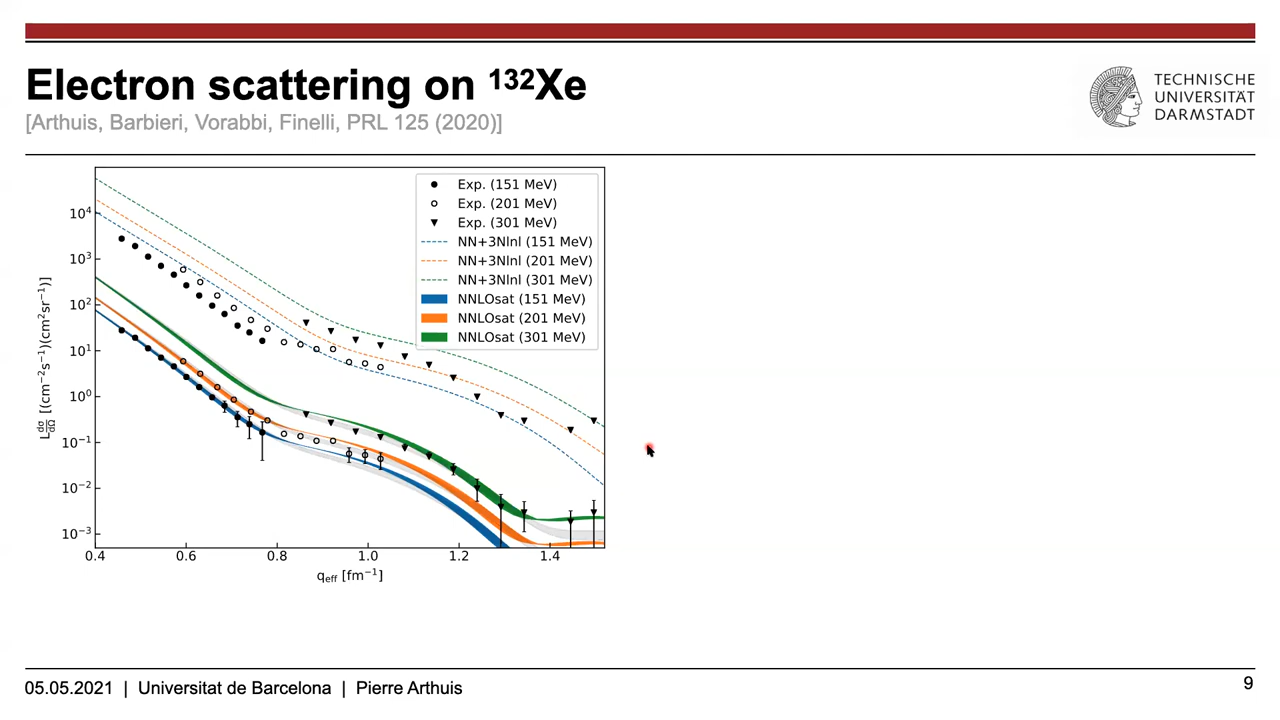 Electron scattering on ¹³²Xe
[Arthuis, Barbieri, Vorabbi, Finelli, PRL 125 (2020)]
TECHNISCHE
UNIVERSITÄT
DARMSTADT
Exp. (151 MeV)
Exp. (201 MeV)
Exp. (301 MeV)
NN+3Nlnl (151 MeV)
NN+3Nlnl (201 MeV)
NN+3Nlnl (301 MeV)
NNLOsat (151 MeV)
NNLOsat (201 MeV)
NNLOsat (301 MeV)
10⁴
10³
10²
10¹
10⁰
10⁻¹
10⁻²
10⁻³
L dσ/dΩ [(cm⁻²s⁻¹)(cm²sr⁻¹)]
0.4 0.6 0.8 1.0 1.2 1.4
q_eff [fm⁻¹]
05.05.2021 | Universitat de Barcelona | Pierre Arthuis
9